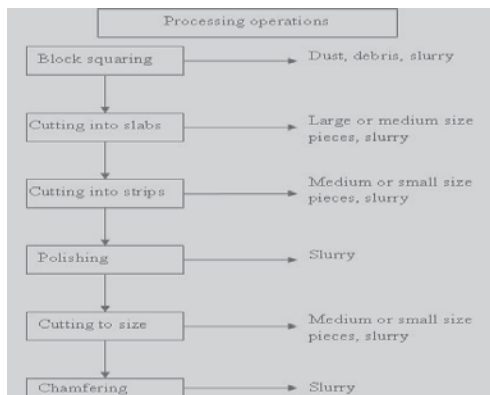 Processing operations
Block squaring
Dust, debris, slurry
Cutting into slabs
Large or medium size
pieces, slurry
Cutting into strips
Medium or small size
pieces, slurry
Polishing
Slurry
Cutting to size
Medium or small size
pieces, slurry
Chamfering
Slurry